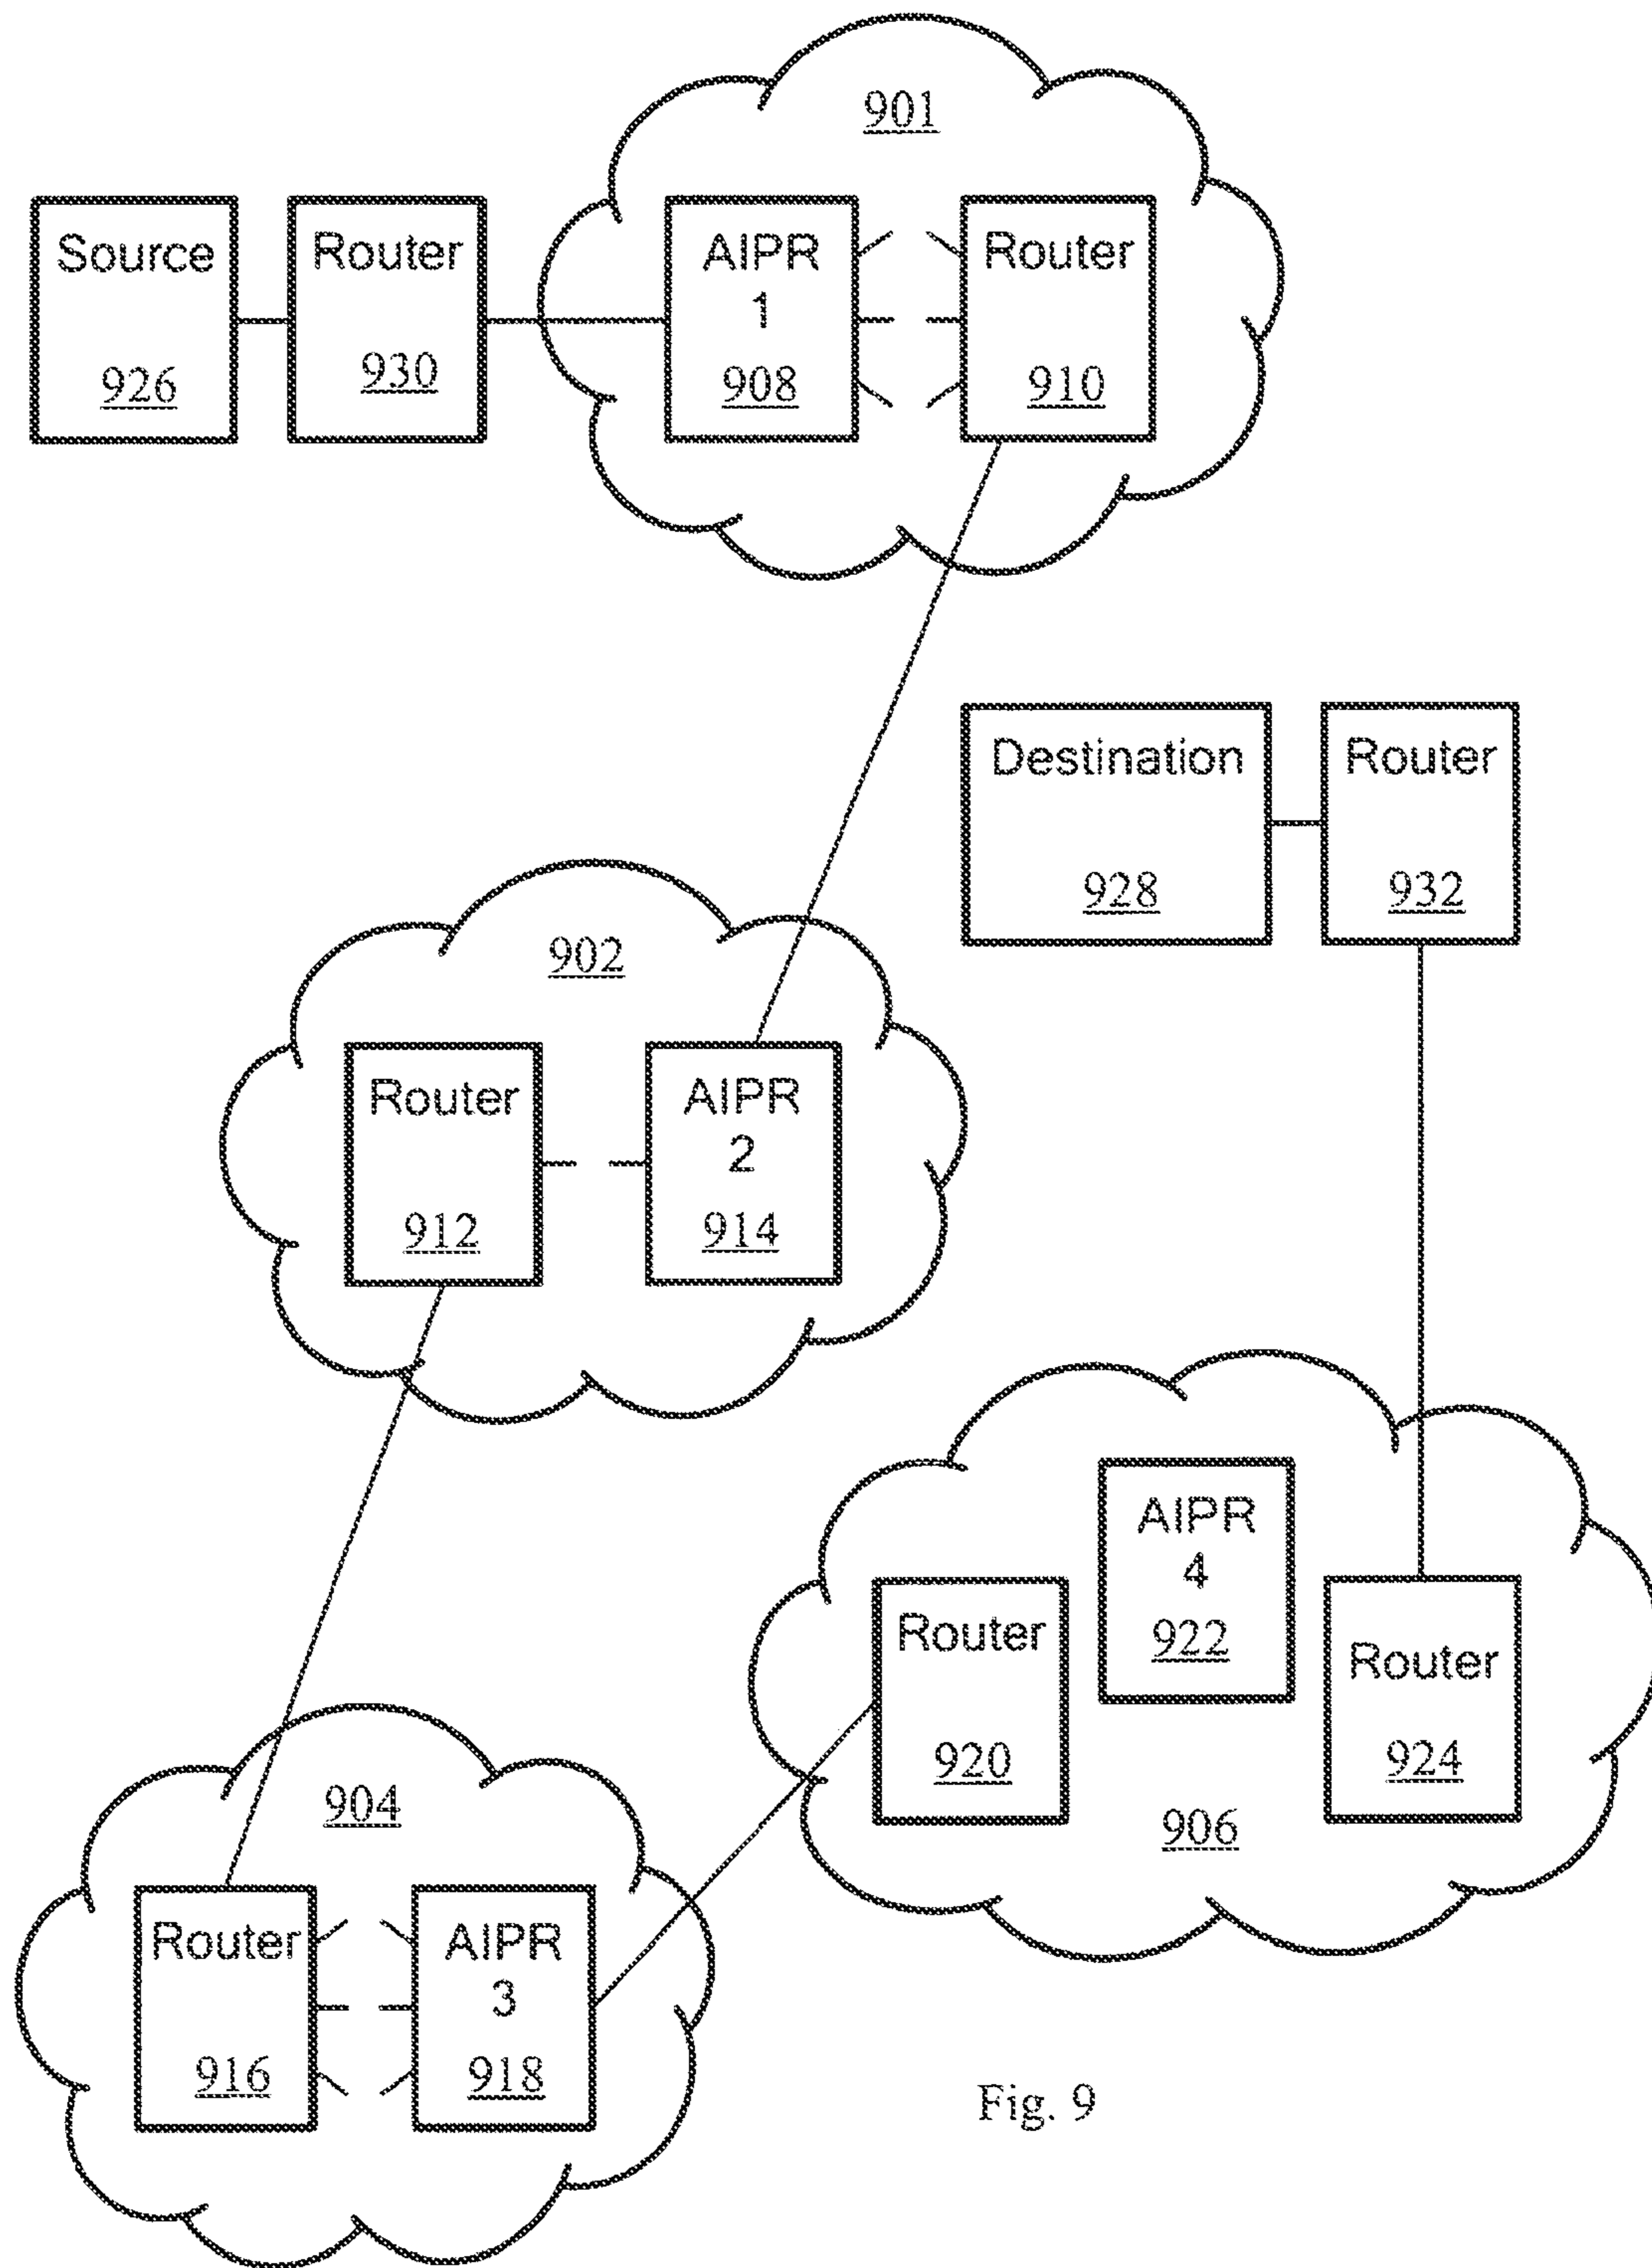 901
Source
926
Router
930
AIPR
1
908
Router
910
Destination
928
Router
932
902
Router
912
AIPR
2
914
AIPR
4
922
Router
920
Router
924
906
904
Router
916
AIPR
3
918
Fig. 9